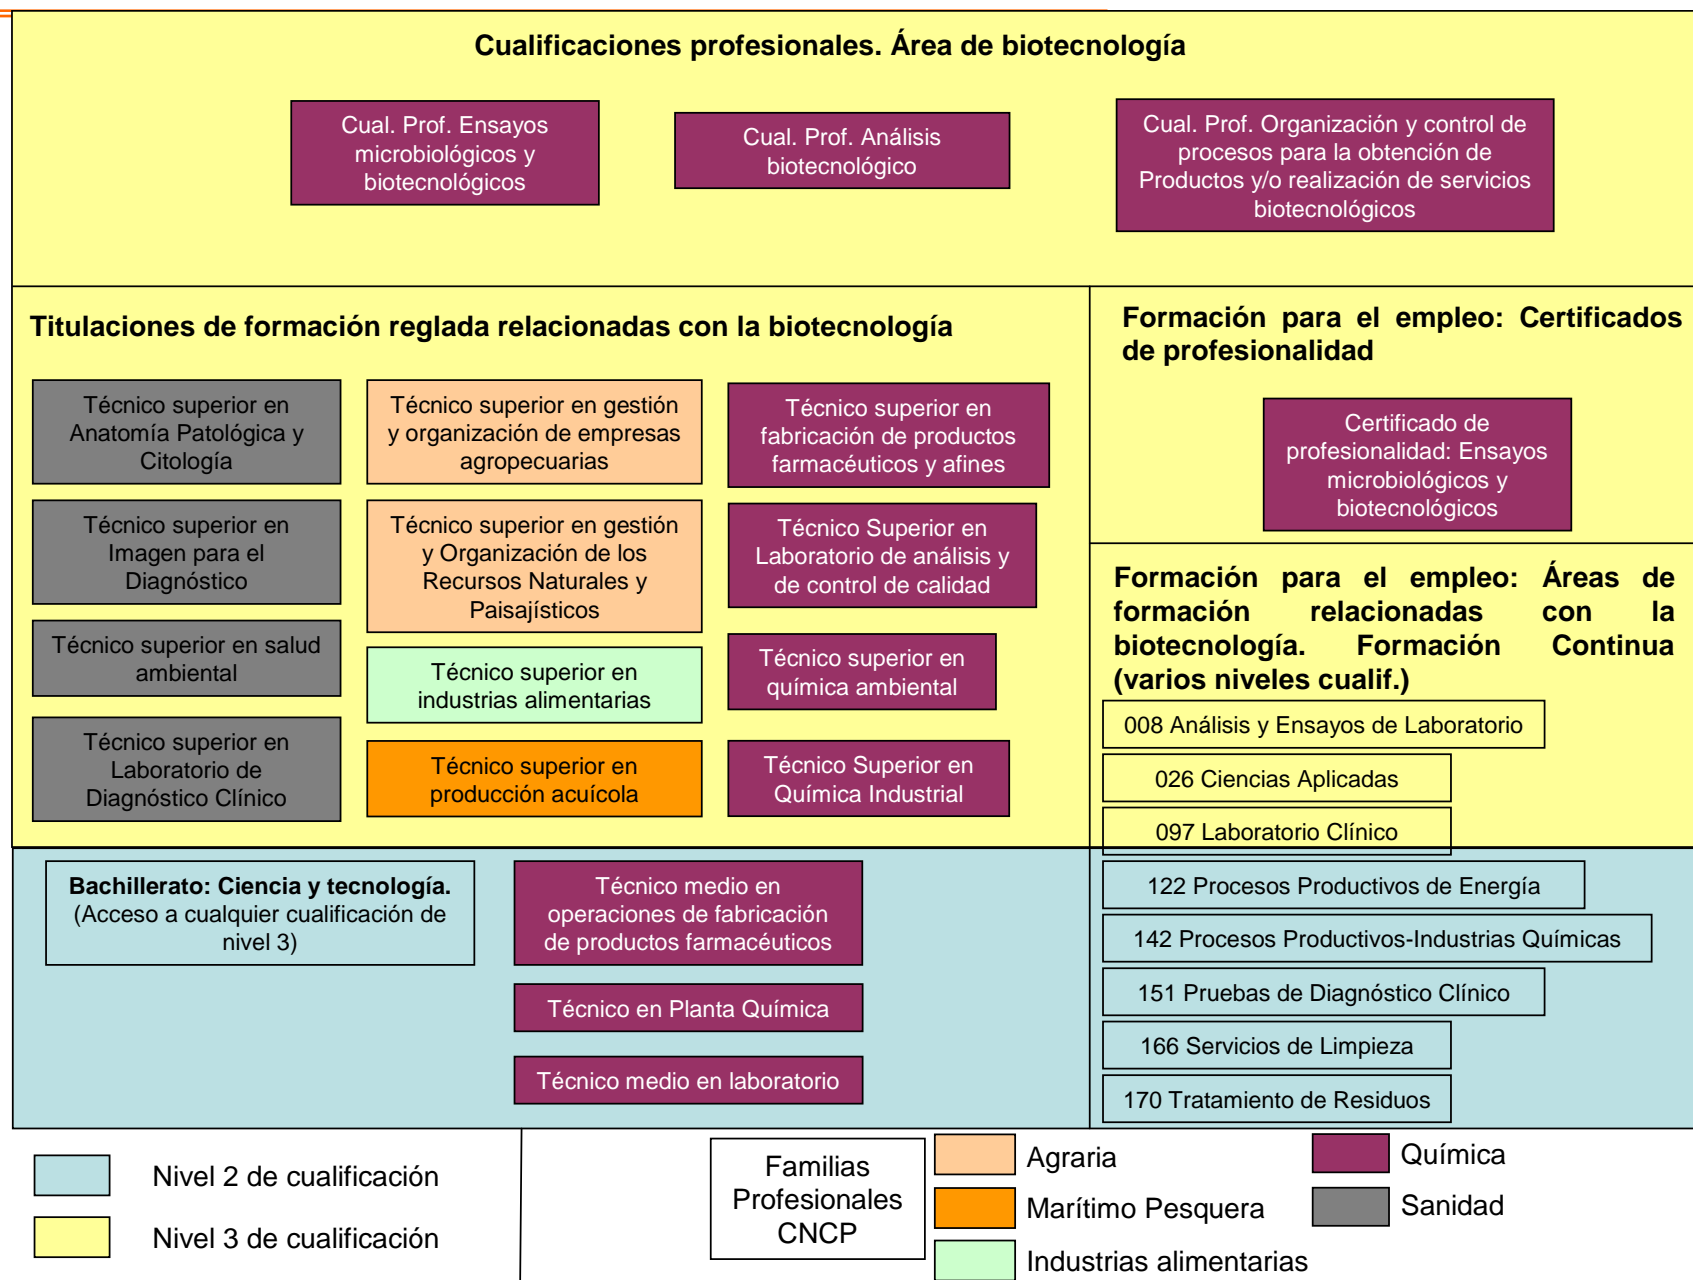 Cualificaciones profesionales. Área de biotecnología
Cual. Prof. Ensayos
microbiológicos y
biotecnológicos
Cual. Prof. Análisis
biotecnológico
Cual. Prof. Organización y control de
procesos para la obtención de
Productos y/o realización de servicios
biotecnológicos
Titulaciones de formación reglada relacionadas con la biotecnología
Técnico superior en
Anatomía Patológica y
Citología
Técnico superior en
Imagen para el
Diagnóstico
Técnico superior en salud
ambiental
Técnico superior en
Laboratorio de
Diagnóstico Clínico
Técnico superior en gestión
y organización de empresas
agropecuarias
Técnico superior en gestión
y Organización de los
Recursos Naturales y
Paisajísticos
Técnico superior en
industrias alimentarias
Técnico superior en
producción acuícola
Técnico superior en
fabricación de productos
farmacéuticos y afines
Técnico Superior en
Laboratorio de análisis y
de control de calidad
Técnico superior en
química ambiental
Técnico Superior en
Química Industrial
Formación para el empleo: Certificados
de profesionalidad
Certificado de
profesionalidad: Ensayos
microbiológicos y
biotecnológicos
Formación para el empleo: Áreas de
formación relacionadas con la
biotecnología. Formación Continua
(varios niveles cualif.)
008 Análisis y Ensayos de Laboratorio
026 Ciencias Aplicadas
097 Laboratorio Clínico
122 Procesos Productivos de Energía
142 Procesos Productivos-Industrias Químicas
151 Pruebas de Diagnóstico Clínico
166 Servicios de Limpieza
170 Tratamiento de Residuos
Bachillerato: Ciencia y tecnología.
(Acceso a cualquier cualificación de
nivel 3)
Técnico medio en
operaciones de fabricación
de productos farmacéuticos
Técnico en Planta Química
Técnico medio en laboratorio
Nivel 2 de cualificación
Nivel 3 de cualificación
Familias
Profesionales
CNCP
Agraria
Marítimo Pesquera
Industrias alimentarias
Química
Sanidad